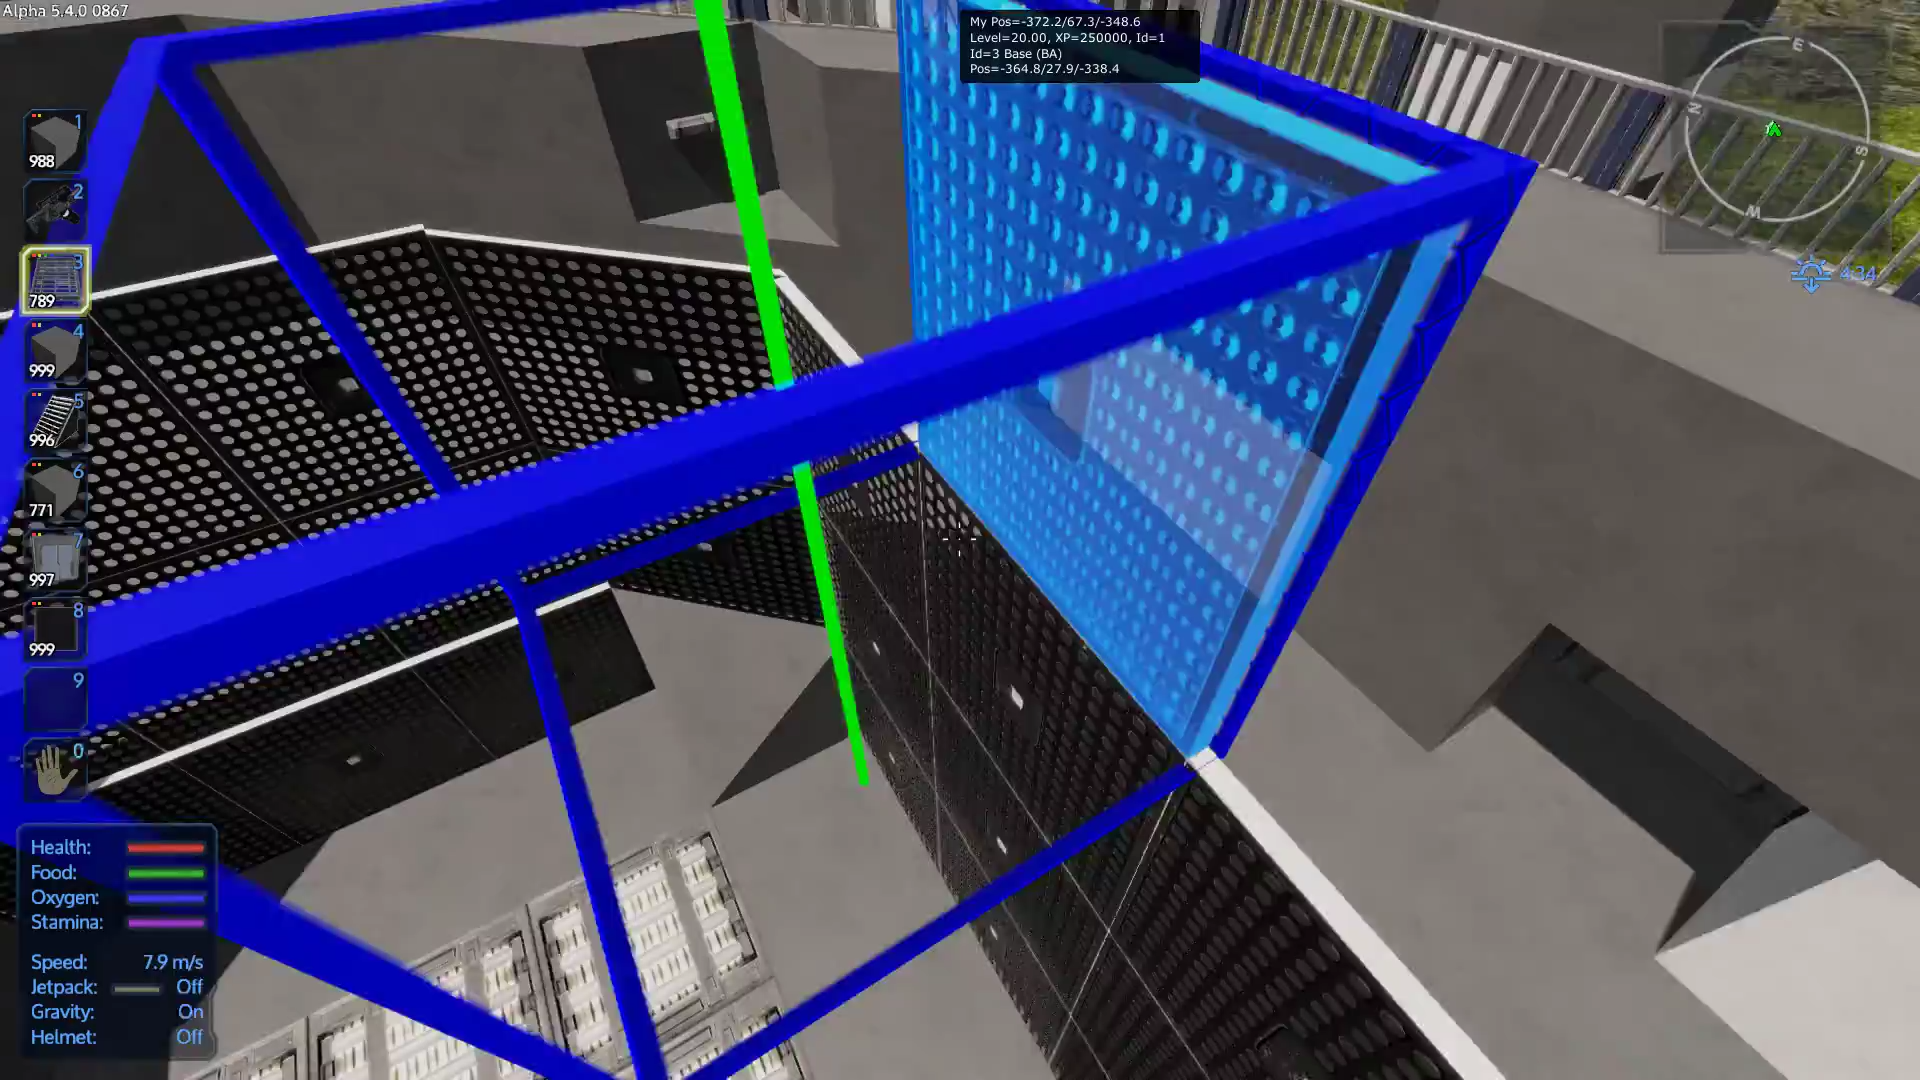 Alpha 5.4.0 0867
My Pos=-372.2/67.3/-348.6
Level=20.00, XP=250000, Id=1
Id=3 Base (BA)
Pos=-364.8/27.9/-338.4
E
N
S
W
4:34
1
988
2
3
789
4
999
5
996
6
771
7
997
8
999
9
0
Health:
Food:
Oxygen:
Stamina:
Speed: 7.9 m/s
Jetpack: Off
Gravity: On
Helmet: Off